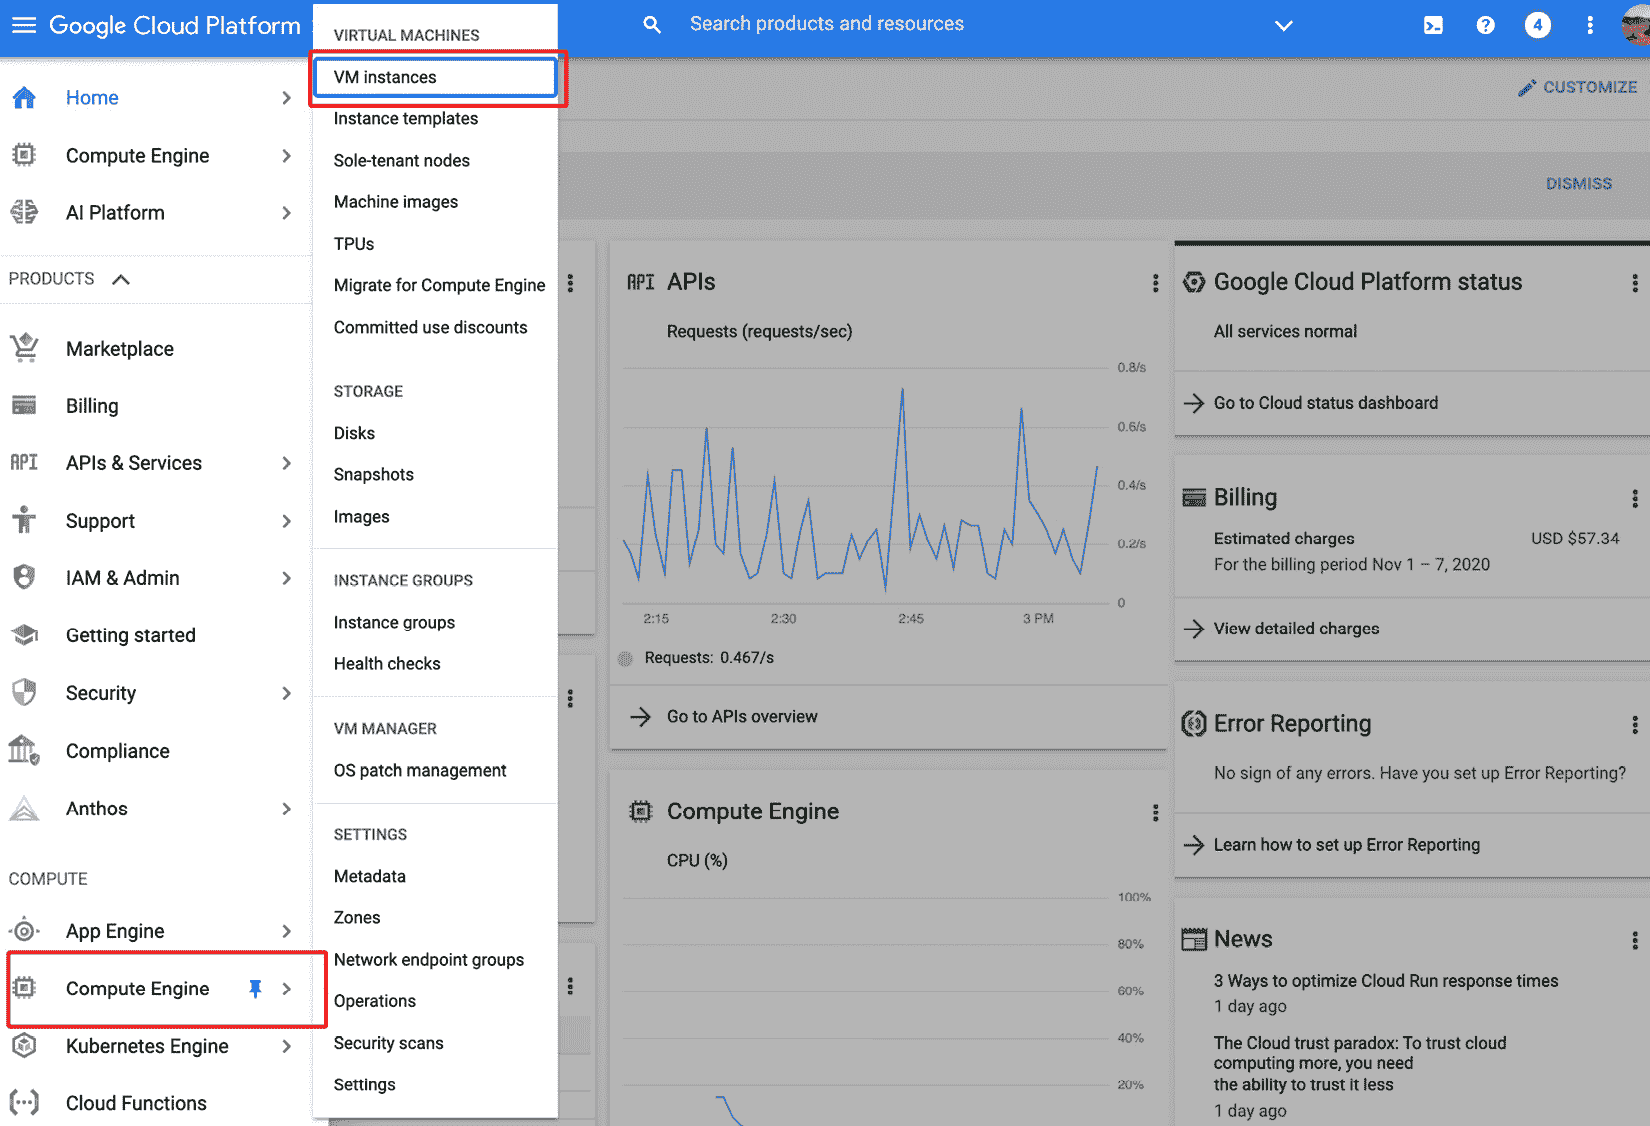 Google Cloud Platform
Search products and resources
4
Home
Compute Engine
AI Platform
PRODUCTS
Marketplace
Billing
API
APIs & Services
Support
IAM & Admin
Getting started
Security
Compliance
Anthos
COMPUTE
App Engine
Compute Engine
Kubernetes Engine
Cloud Functions
VIRTUAL MACHINES
VM instances
Instance templates
Sole-tenant nodes
Machine images
TPUs
Migrate for Compute Engine
Committed use discounts
STORAGE
Disks
Snapshots
Images
INSTANCE GROUPS
Instance groups
Health checks
VM MANAGER
OS patch management
SETTINGS
Metadata
Zones
Network endpoint groups
Operations
Security scans
Settings
CUSTOMIZE
DISMISS
API APIs
Requests (requests/sec)
0.8/s
0.6/s
0.4/s
0.2/s
0
2:15 2:30 2:45 3 PM
Requests: 0.467/s
Go to APIs overview
Compute Engine
CPU (%)
100%
80%
60%
40%
20%
Google Cloud Platform status
All services normal
Go to Cloud status dashboard
Billing
Estimated charges USD $57.34
For the billing period Nov 1 – 7, 2020
View detailed charges
Error Reporting
No sign of any errors. Have you set up Error Reporting?
Learn how to set up Error Reporting
News
3 Ways to optimize Cloud Run response times
1 day ago
The Cloud trust paradox: To trust cloud
computing more, you need
the ability to trust it less
1 day ago